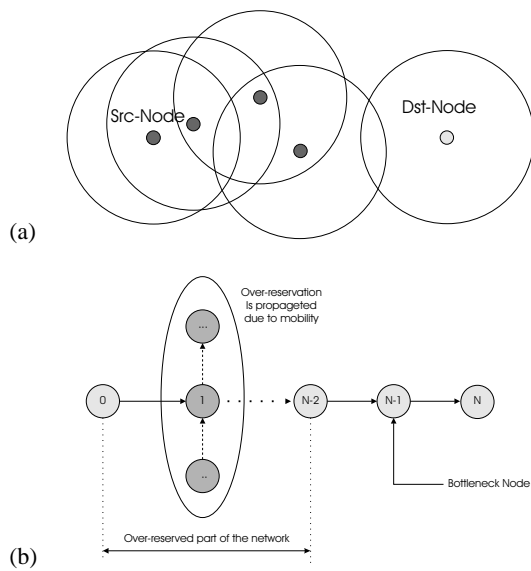 Src-Node
Dst-Node
(a)
Over-reservation
Is propageted
due to mobility
...
0
1
N-2
N-1
N
..
Bottleneck Node
Over-reserved part of the network
(b)